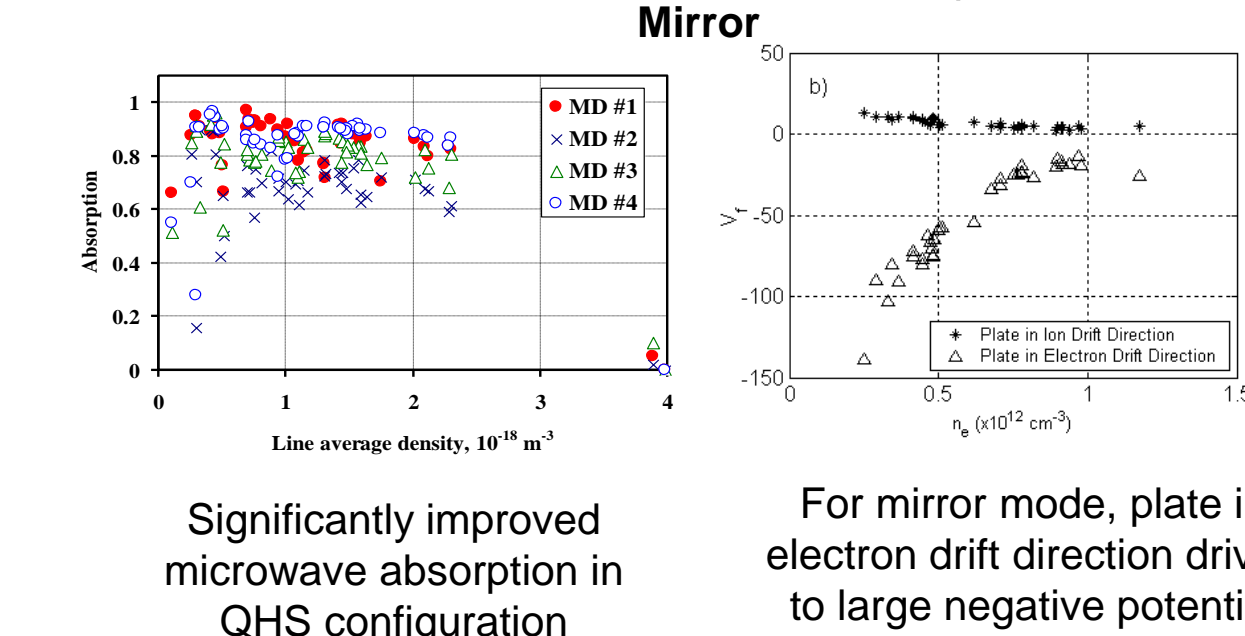 Mirror
1
0.8
0.6
0.4
0.2
0
Absorption
MD #1
MD #2
MD #3
MD #4
0 1 2 3 4
Line average density, 10-18 m-3
50
0
-50
-100
-150
Vf
b)
Plate in Ion Drift Direction
Plate in Electron Drift Direction
0 0.5 1 1.5
ne (x1012 cm-3)
Significantly improved
microwave absorption in
QHS configuration
For mirror mode, plate i
electron drift direction driv
to large negative potenti